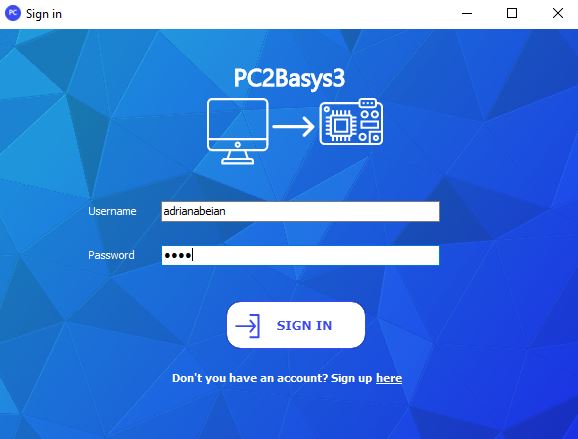 PC Sign in
PC2Basys3
Username adrianabeian
Password ••••
SIGN IN
Don't you have an account? Sign up here